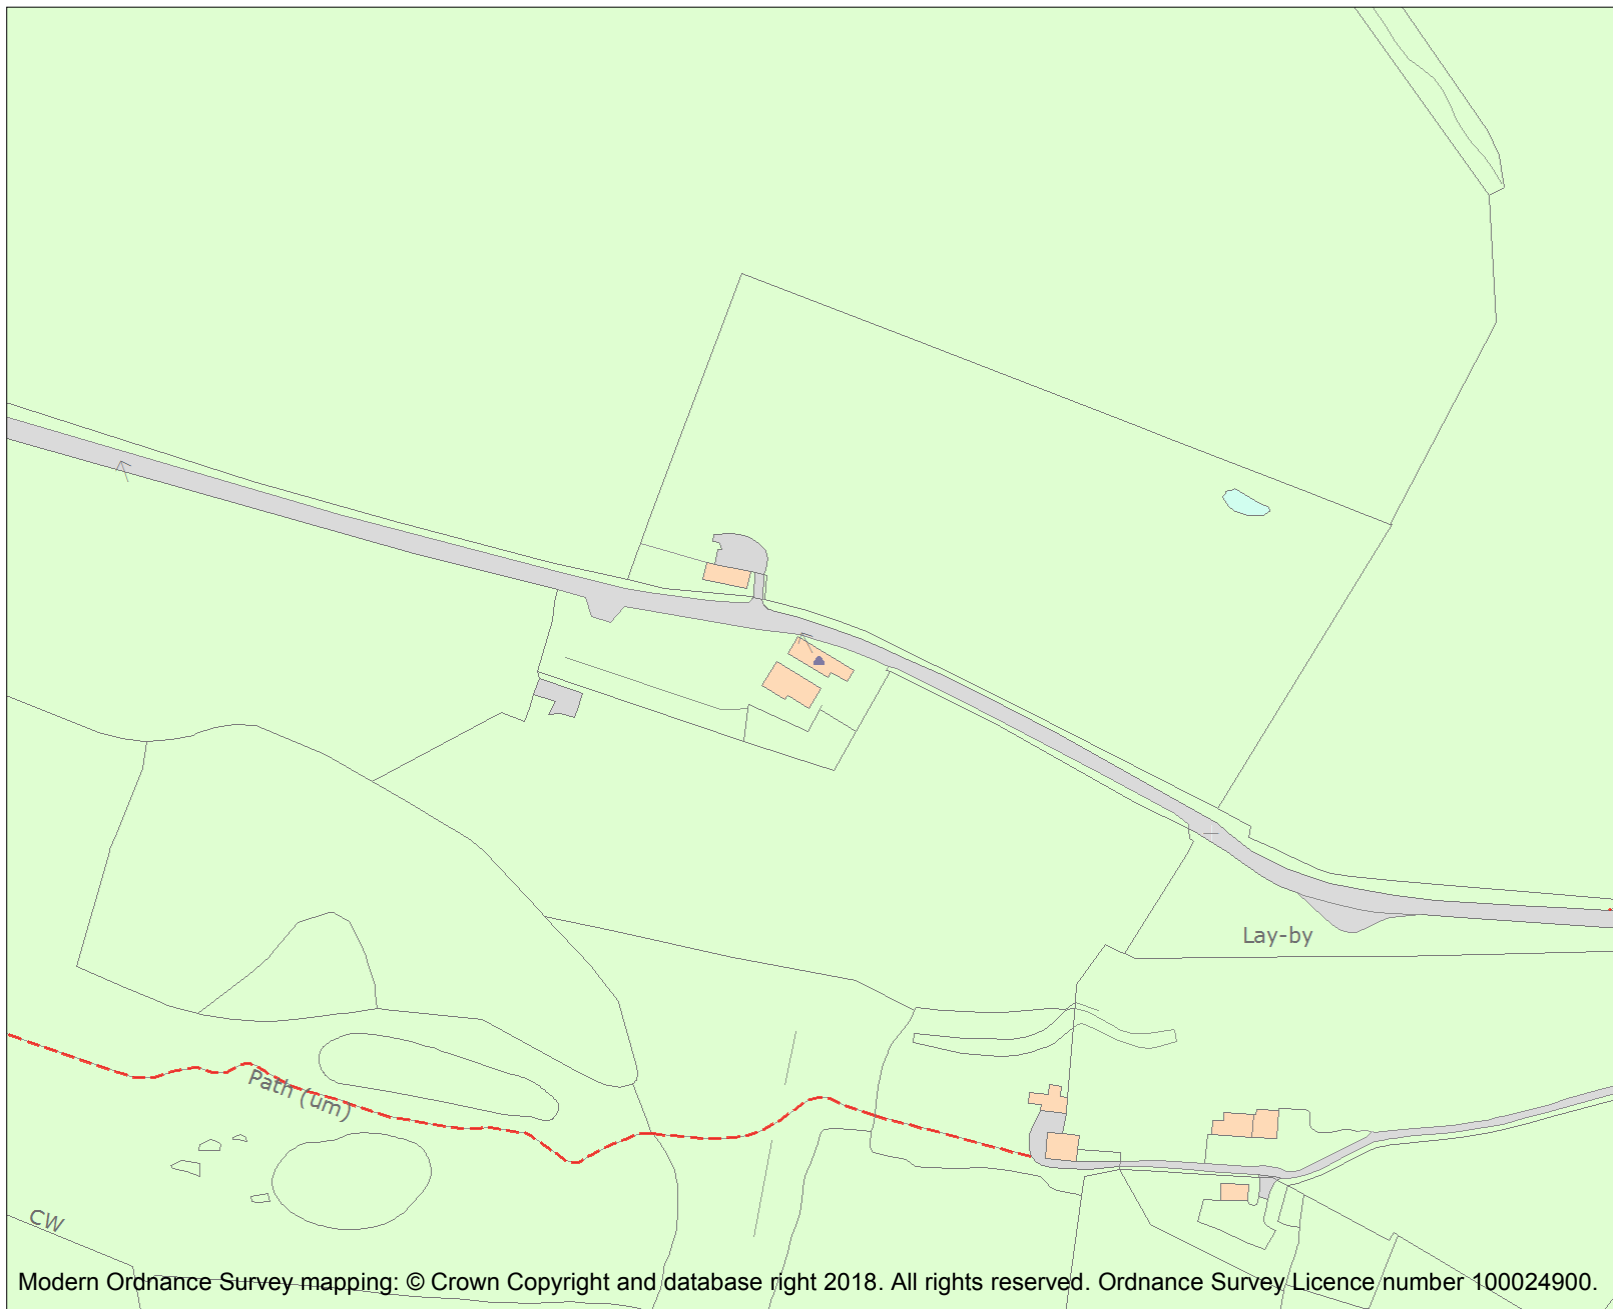 Lay-by
Path (um)
CW
Modern Ordnance Survey mapping: © Crown Copyright and database right 2018. All rights reserved. Ordnance Survey Licence number 100024900.